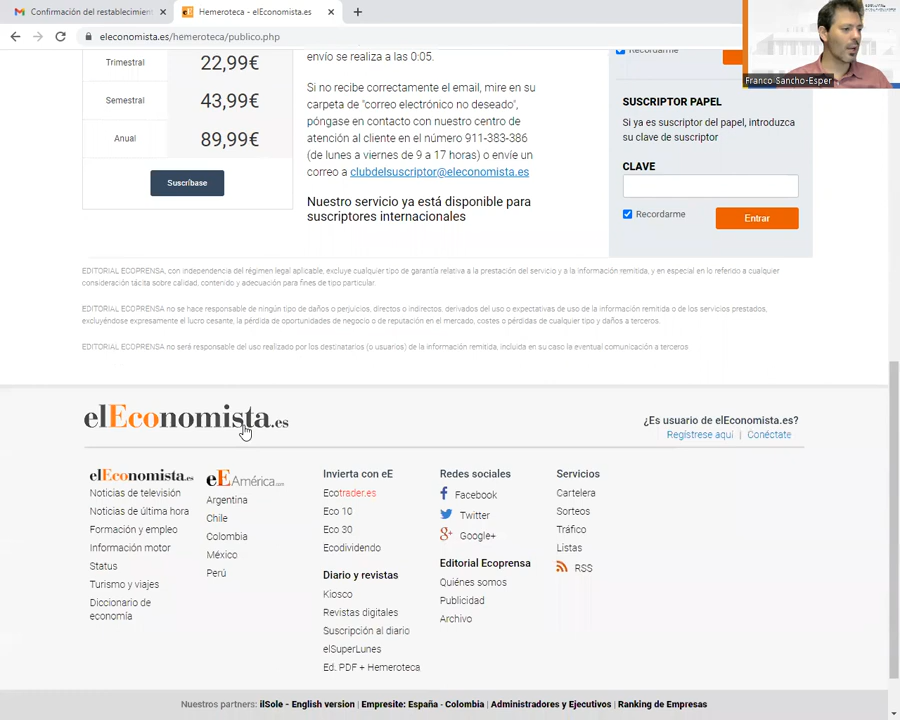 Confirmación del restablecimien
Hemeroteca - elEconomista.es
eleconomista.es/hemeroteca/publico.php
Franco Sancho-Esper
Trimestral 22,99€
Semestral 43,99€
Anual 89,99€
Suscríbase
envío se realiza a las 0:05.
Si no recibe correctamente el email, mire en su
carpeta de "correo electrónico no deseado",
póngase en contacto con nuestro centro de
atención al cliente en el número 911-383-386
(de lunes a viernes de 9 a 17 horas) o envíe un
correo a clubdelsuscriptor@eleconomista.es
Nuestro servicio ya está disponible para
suscriptores internacionales
Recordarme
SUSCRIPTOR PAPEL
Si ya es suscriptor del papel, introduzca
su clave de suscriptor
CLAVE
Recordarme
Entrar
EDITORIAL ECOPRENSA, con independencia del régimen legal aplicable, excluye cualquier tipo de garantía relativa a la prestación del servicio y a la información remitida, y en especial en lo referido a cualquier
consideración tácita sobre calidad, contenido y adecuación para fines de tipo particular.
EDITORIAL ECOPRENSA no se hace responsable de ningún tipo de daños o perjuicios, directos o indirectos, derivados del uso o expectativas de uso de la información remitida o de los servicios prestados,
excluyéndose expresamente el lucro cesante, la pérdida de oportunidades de negocio o de reputación en el mercado, costes o pérdidas de cualquier tipo y daños a terceros.
EDITORIAL ECOPRENSA no será responsable del uso realizado por los destinatarios (o usuarios) de la información remitida, incluida en su caso la eventual comunicación a terceros
elEconomista.es
¿Es usuario de elEconomista.es?
Regístrese aquí | Conéctate
elEconomista.es
Noticias de televisión
Noticias de última hora
Formación y empleo
Información motor
Status
Turismo y viajes
Diccionario de
economía
eEAmérica.com
Argentina
Chile
Colombia
México
Perú
Invierta con eE
Ecotrader.es
Eco 10
Eco 30
Ecodividendo
Diario y revistas
Kiosco
Revistas digitales
Suscripción al diario
elSuperLunes
Ed. PDF + Hemeroteca
Redes sociales
Facebook
Twitter
Google+
Editorial Ecoprensa
Quiénes somos
Publicidad
Archivo
Servicios
Cartelera
Sorteos
Tráfico
Listas
RSS
Nuestros partners: ilSole - English version | Empresite: España - Colombia | Administradores y Ejecutivos | Ranking de Empresas